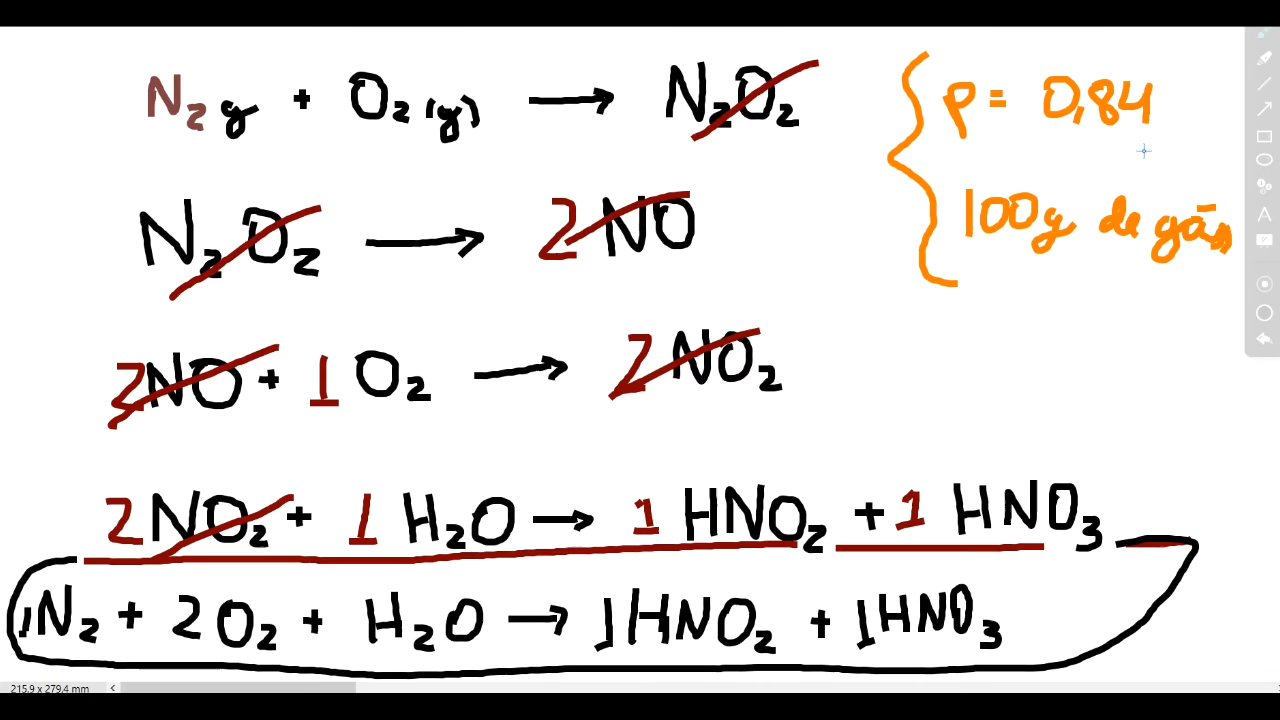 N₂ g + O₂ (g) → N₂O₂
p = 0,84
100g de gás
N₂O₂ → 2NO
2NO + 1 O₂ → 2NO₂
2NO₂ + 1 H₂O → 1 HNO₂ + 1 HNO₃
1N₂ + 2O₂ + H₂O → 1HNO₂ + 1HNO₃
215.9 x 279.4 mm